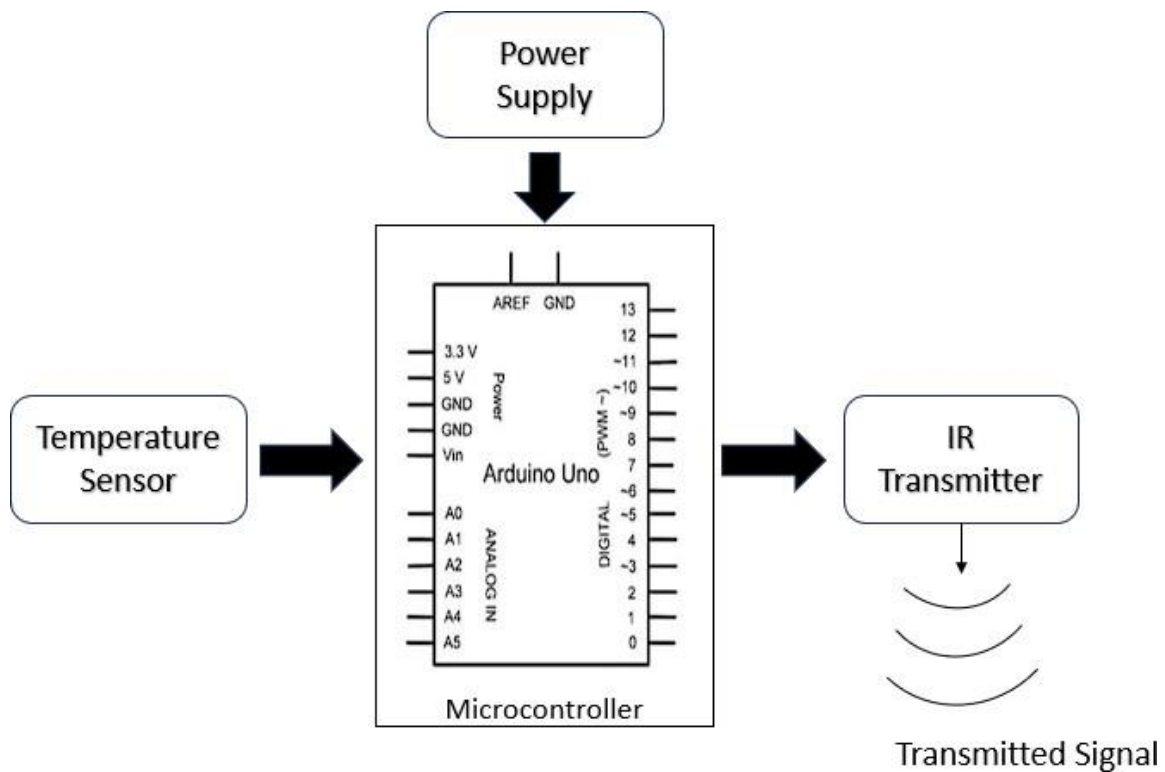 Power
Supply
AREF GND
13
12
~11
~10
~9
8
7
~6
~5
4
~3
2
1
0
(PWM ~)
DIGITAL
3.3 V
5 V
GND
GND
Vin
Power
Arduino Uno
A0
A1
A2
A3
A4
A5
ANALOG IN
Microcontroller
Temperature
Sensor
IR
Transmitter
Transmitted Signal